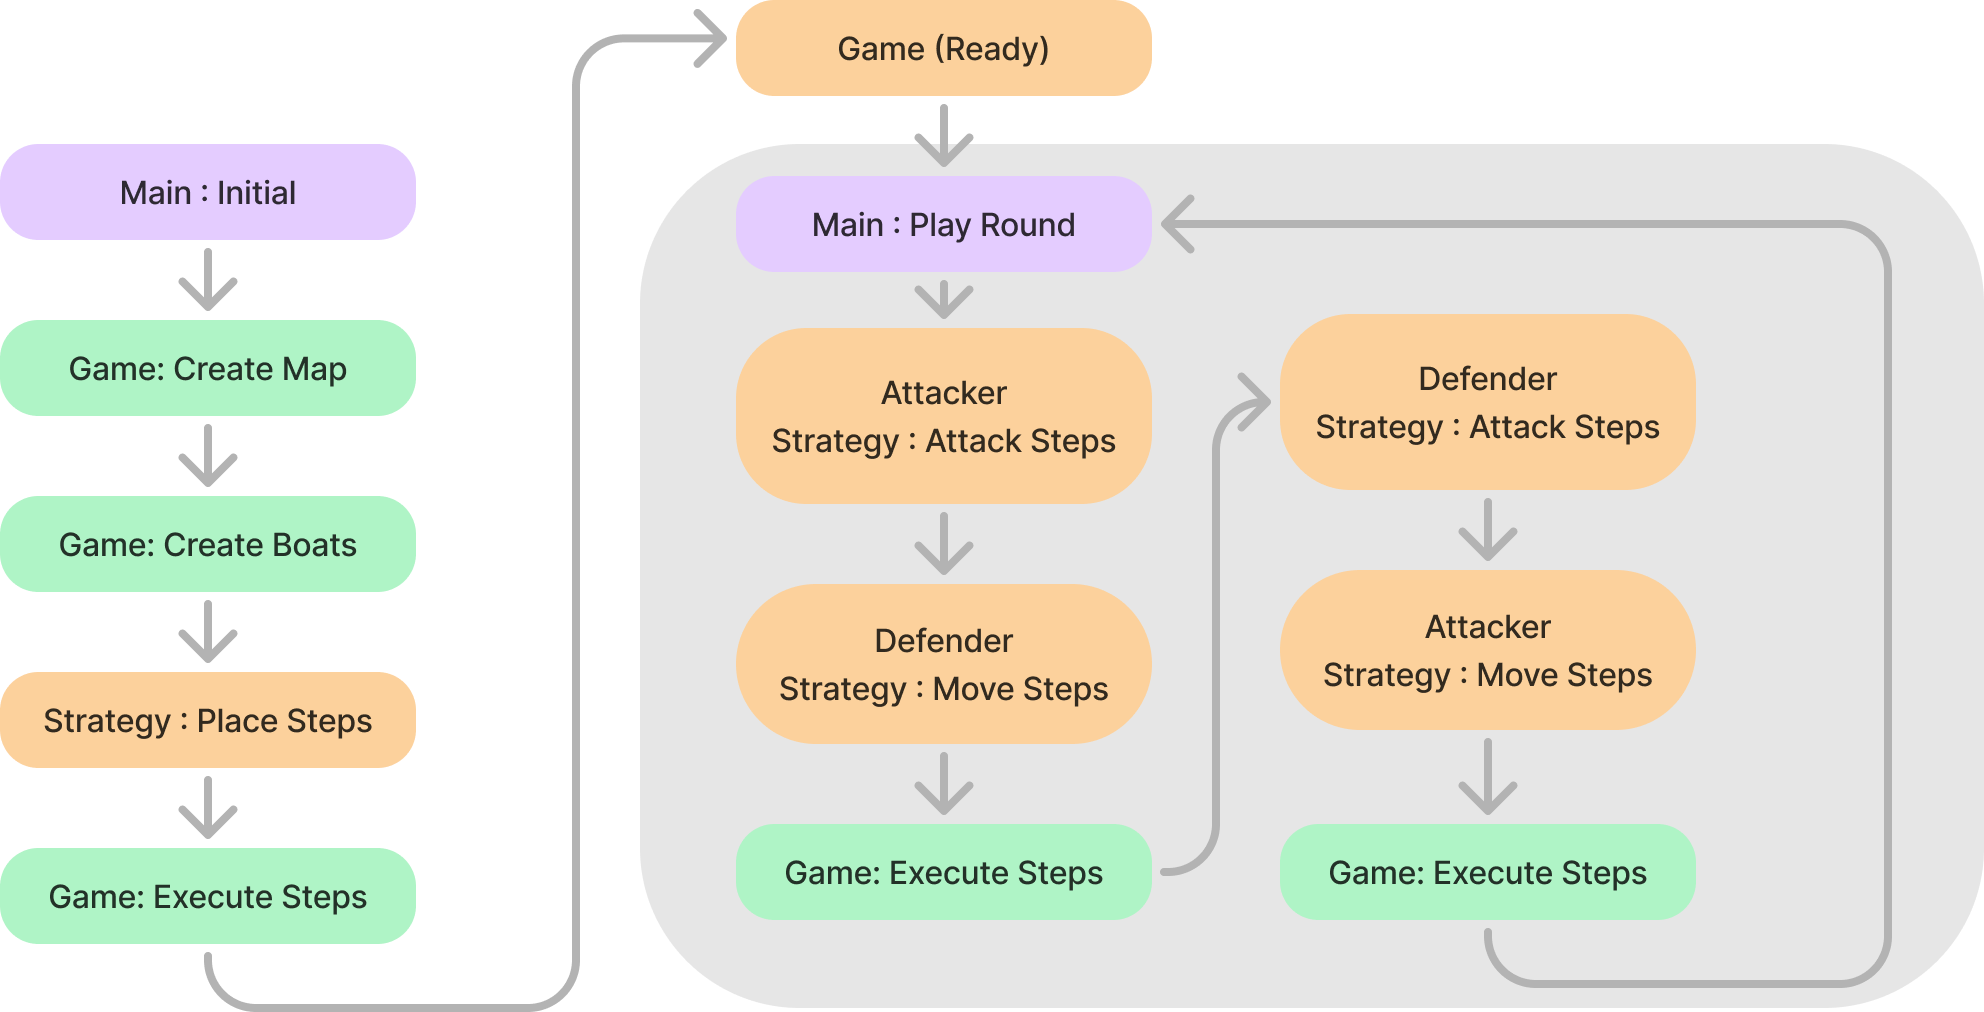 Main : Initial
Game: Create Map
Game: Create Boats
Strategy : Place Steps
Game: Execute Steps
Game (Ready)
Main : Play Round
Attacker
Strategy : Attack Steps
Defender
Strategy : Move Steps
Game: Execute Steps
Defender
Strategy : Attack Steps
Attacker
Strategy : Move Steps
Game: Execute Steps